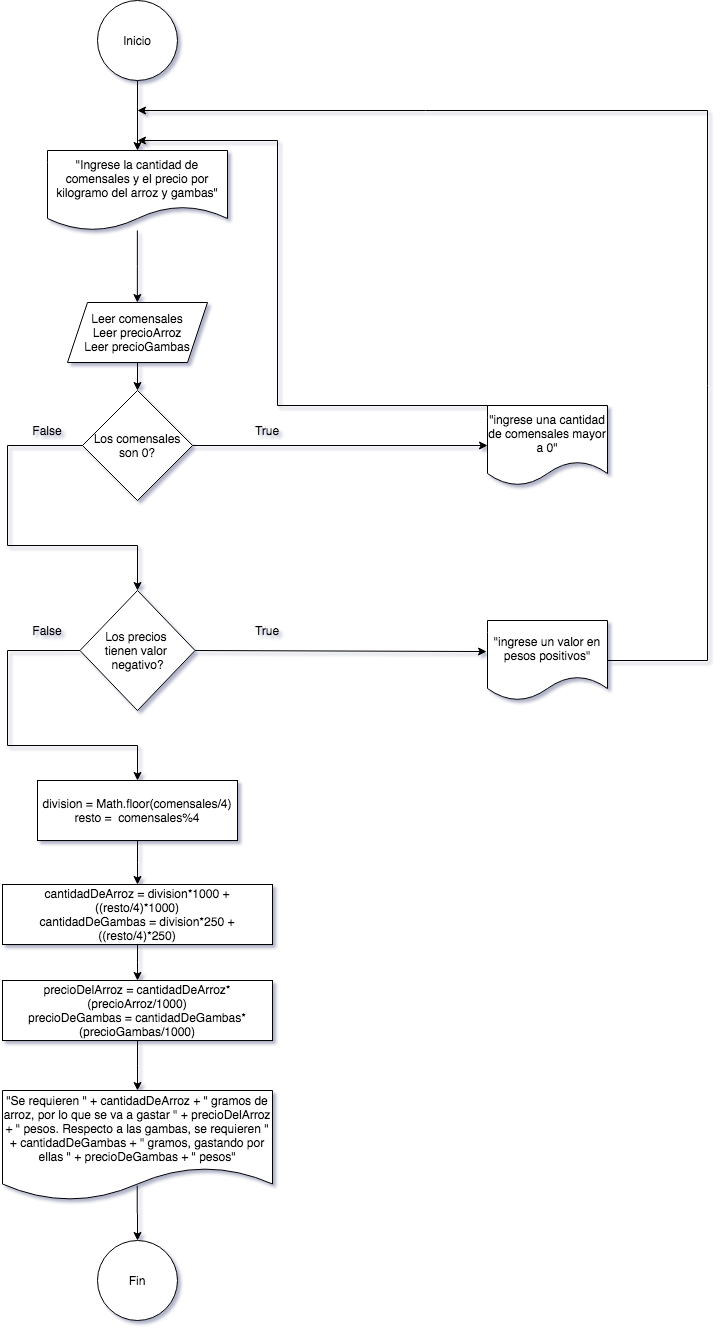 Inicio
"Ingrese la cantidad de
comensales y el precio por
kilogramo del arroz y gambas"
Leer comensales
Leer precioArroz
Leer precioGambas
False
True
Los comensales
son 0?
"ingrese una cantidad
de comensales mayor
a 0"
False
True
Los precios
tienen valor
negativo?
"ingrese un valor en
pesos positivos"
division = Math.floor(comensales/4)
resto = comensales%4
cantidadDeArroz = division*1000 +
((resto/4)*1000)
cantidadDeGambas = division*250 +
((resto/4)*250)
precioDelArroz = cantidadDeArroz*
(precioArroz/1000)
precioDeGambas = cantidadDeGambas*
(precioGambas/1000)
"Se requieren " + cantidadDeArroz + " gramos de
arroz, por lo que se va a gastar " + precioDelArroz
+ " pesos. Respecto a las gambas, se requieren "
+ cantidadDeGambas + " gramos, gastando por
ellas " + precioDeGambas + " pesos"
Fin